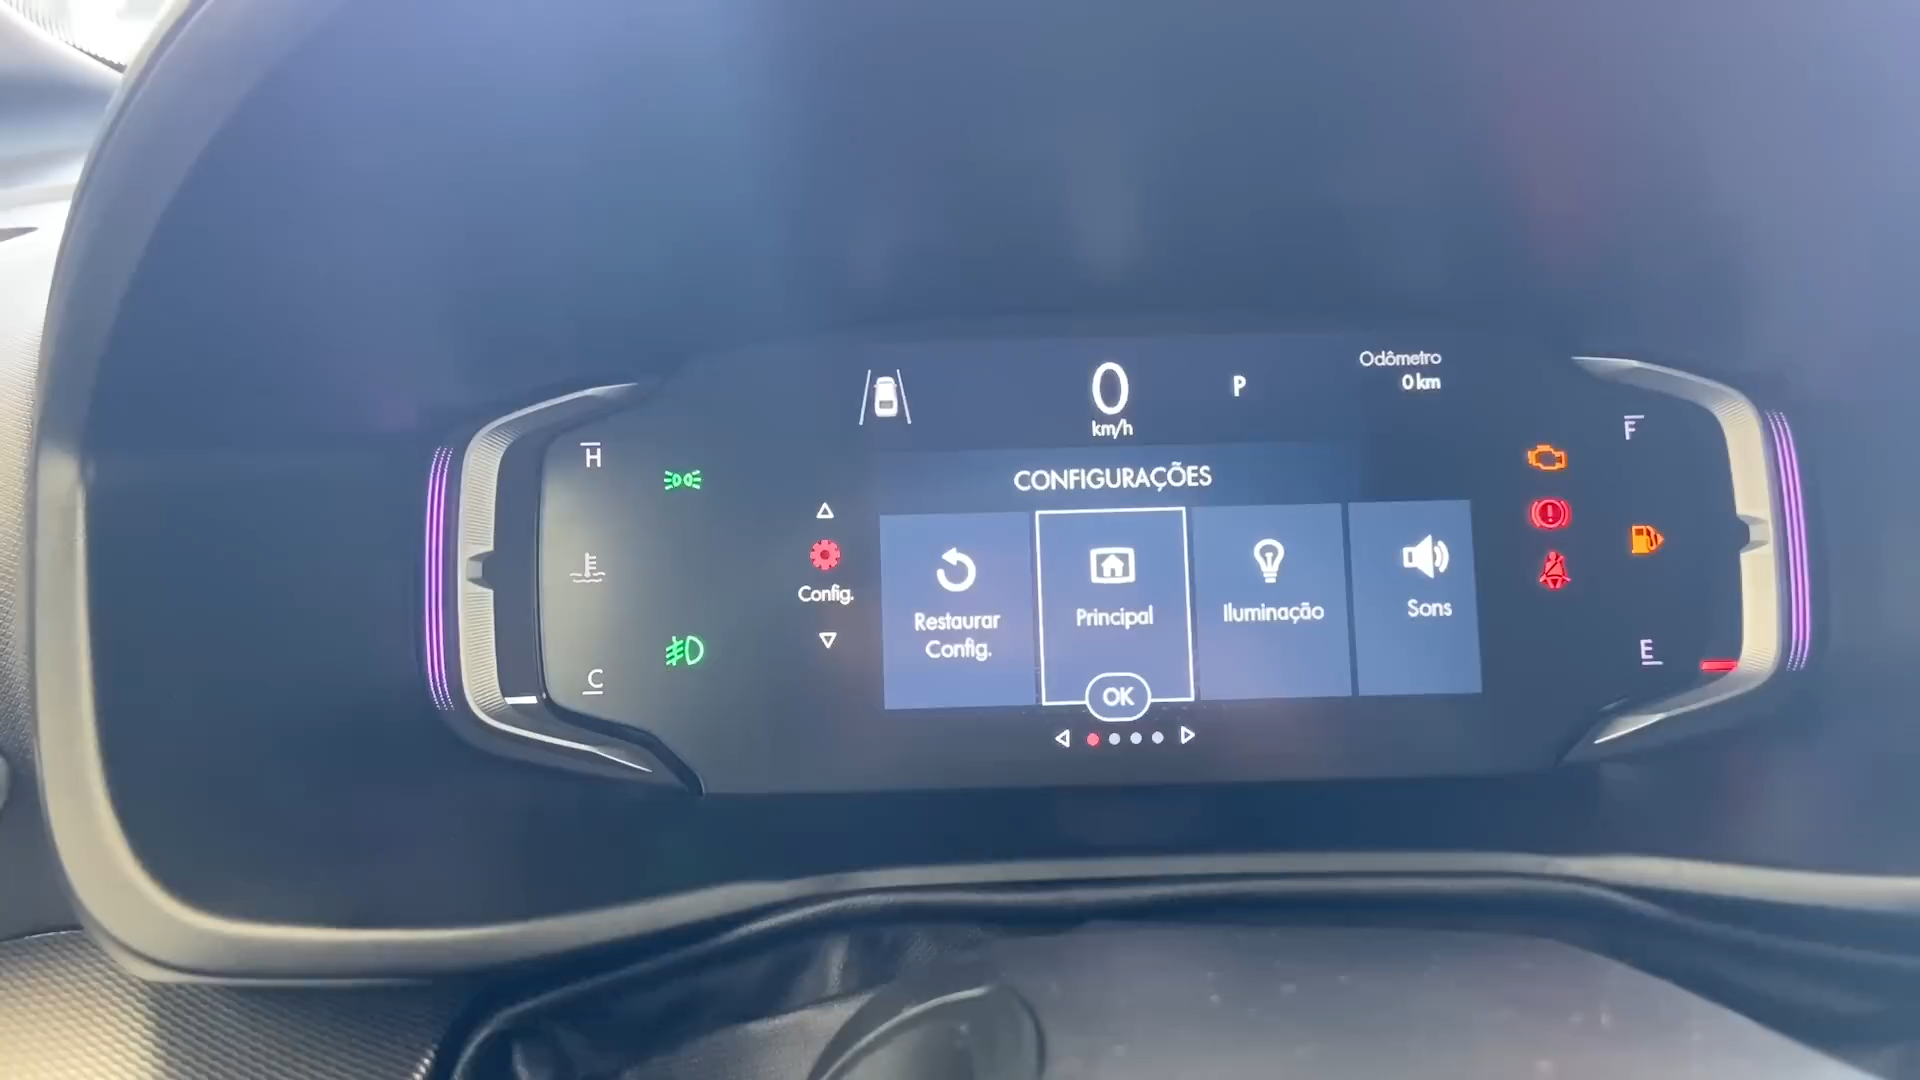 Odômetro
0 km
0
km/h
P
H
C
CONFIGURAÇÕES
Config.
Restaurar
Config.
Principal
Iluminação
Sons
OK
F
E